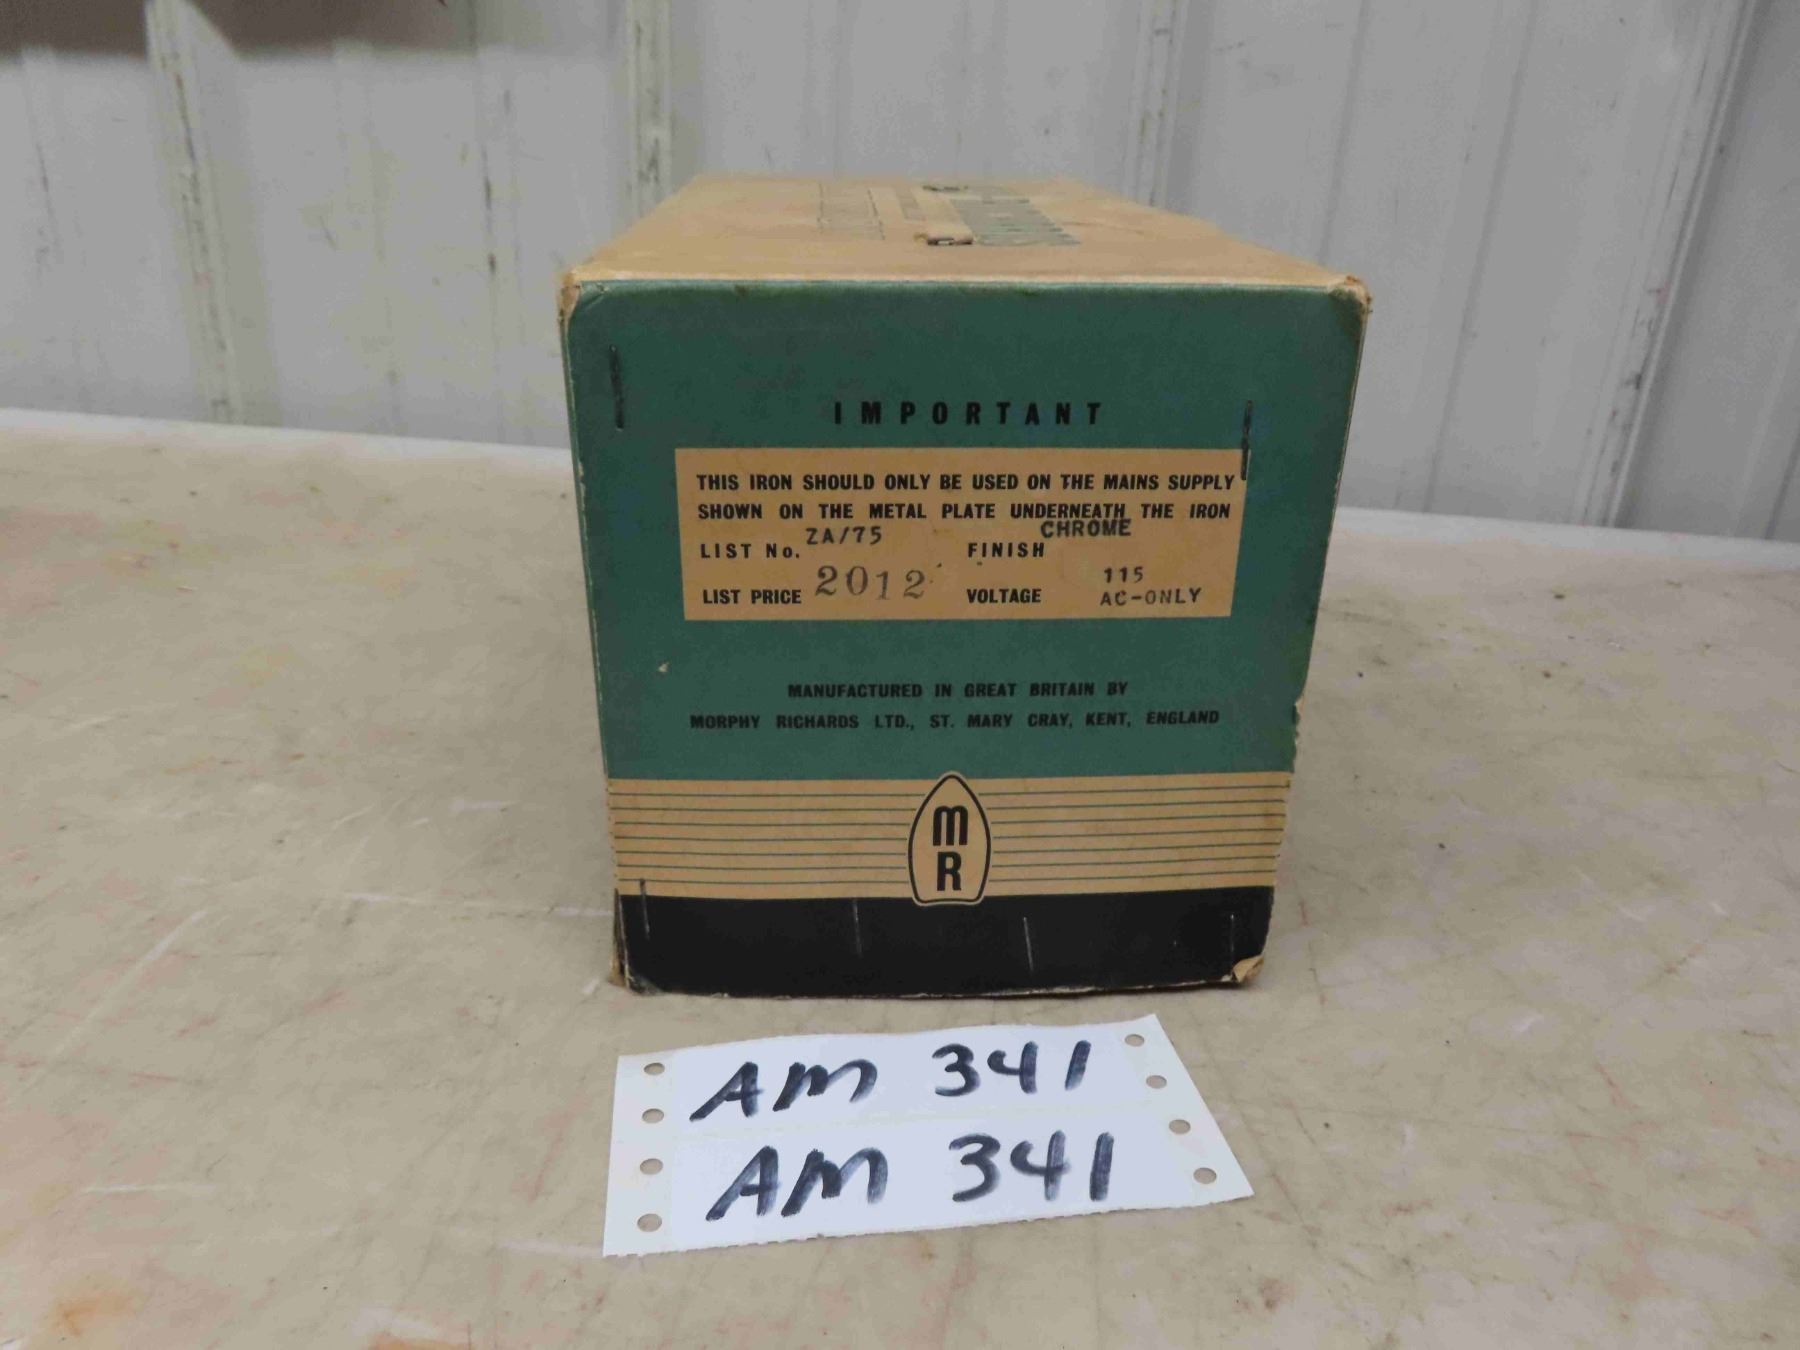 IMPORTANT
THIS IRON SHOULD ONLY BE USED ON THE MAINS SUPPLY
SHOWN ON THE METAL PLATE UNDERNEATH THE IRON
LIST No. ZA/75 FINISH CHROME
LIST PRICE 2012 VOLTAGE 115 AC-ONLY
MANUFACTURED IN GREAT BRITAIN BY
MORPHY RICHARDS LTD., ST. MARY CRAY, KENT, ENGLAND
M
R
AM 341
AM 341